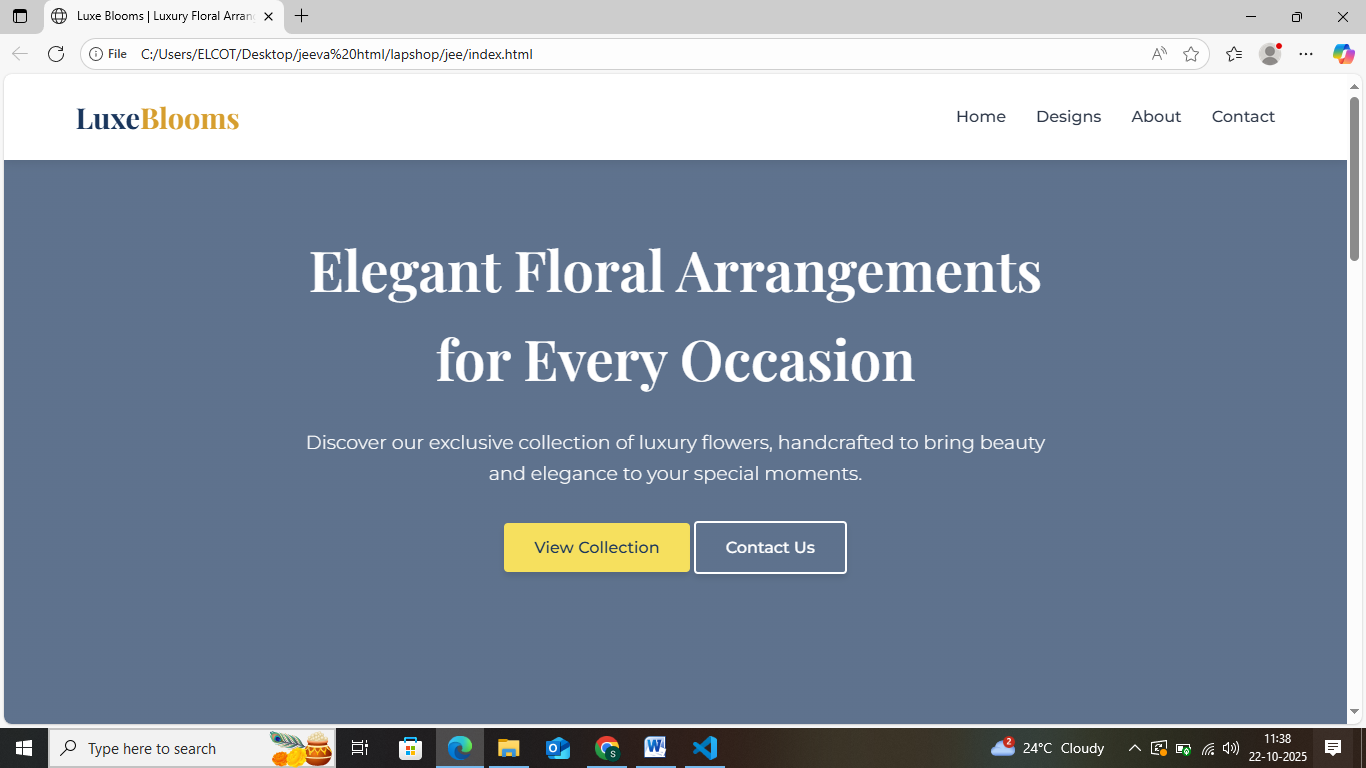 Luxe Blooms | Luxury Floral Arran
File C:/Users/ELCOT/Desktop/jeeva%20html/lapshop/jee/index.html
LuxeBlooms
Home Designs About Contact
Elegant Floral Arrangements
for Every Occasion
Discover our exclusive collection of luxury flowers, handcrafted to bring beauty
and elegance to your special moments.
View Collection Contact Us
Type here to search
2
24°C Cloudy
11:38
22-10-2025